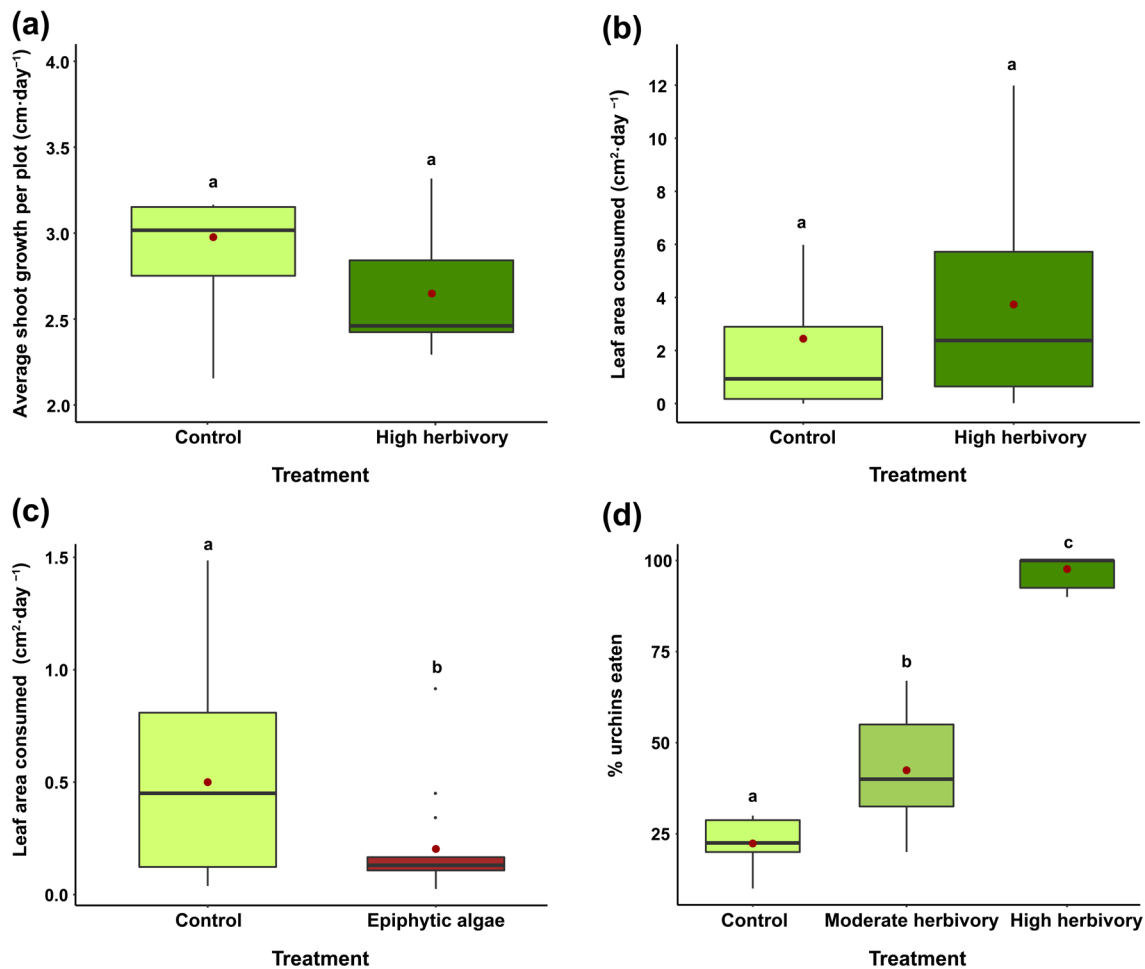 (a)
Average shoot growth per plot (cm·day⁻¹)
4.0
3.5
3.0
2.5
2.0
a
a
Control
High herbivory
Treatment
(b)
Leaf area consumed (cm²·day ⁻¹)
12
10
8
6
4
2
0
a
a
Control
High herbivory
Treatment
(c)
Leaf area consumed (cm²·day ⁻¹)
1.5
1.0
0.5
0.0
a
b
Control
Epiphytic algae
Treatment
(d)
% urchins eaten
100
75
50
25
a
b
c
Control
Moderate herbivory
High herbivory
Treatment